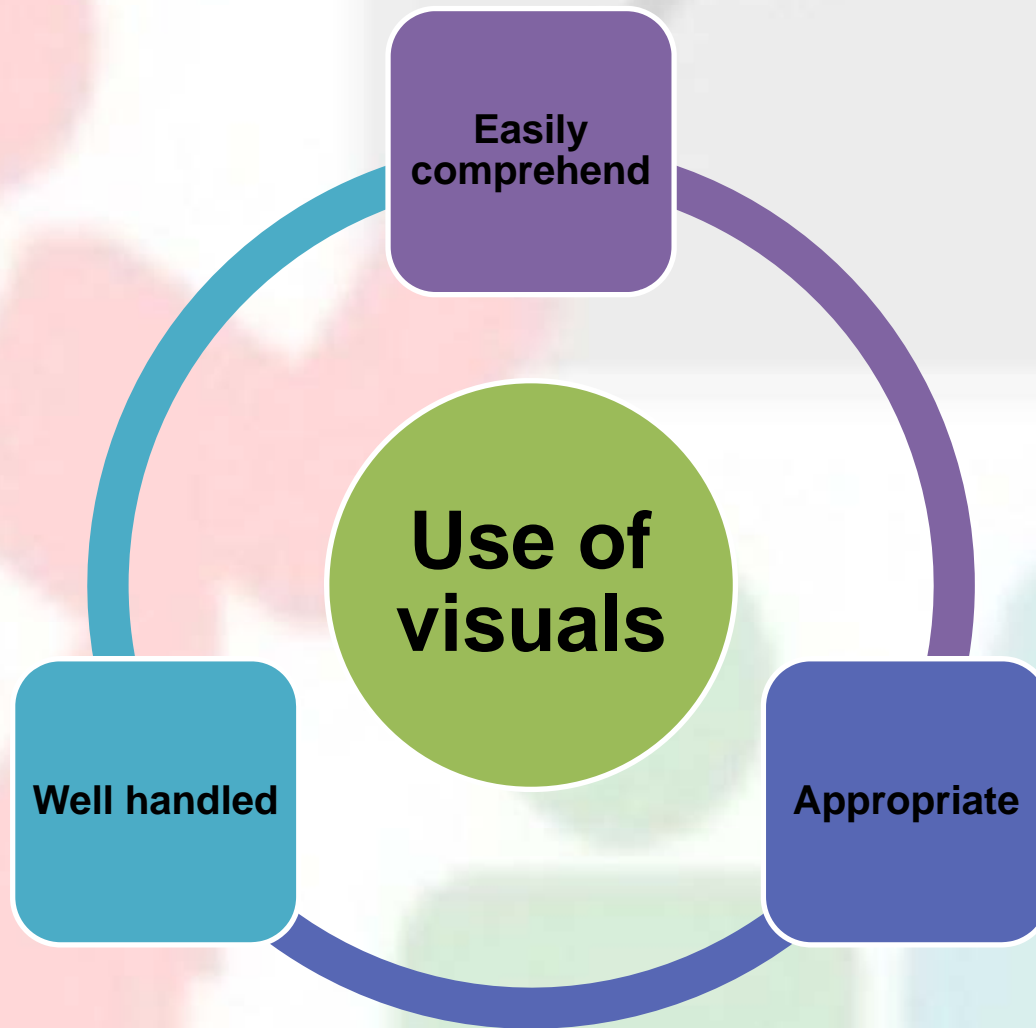 Easily
comprehend
Use of
visuals
Well handled
Appropriate